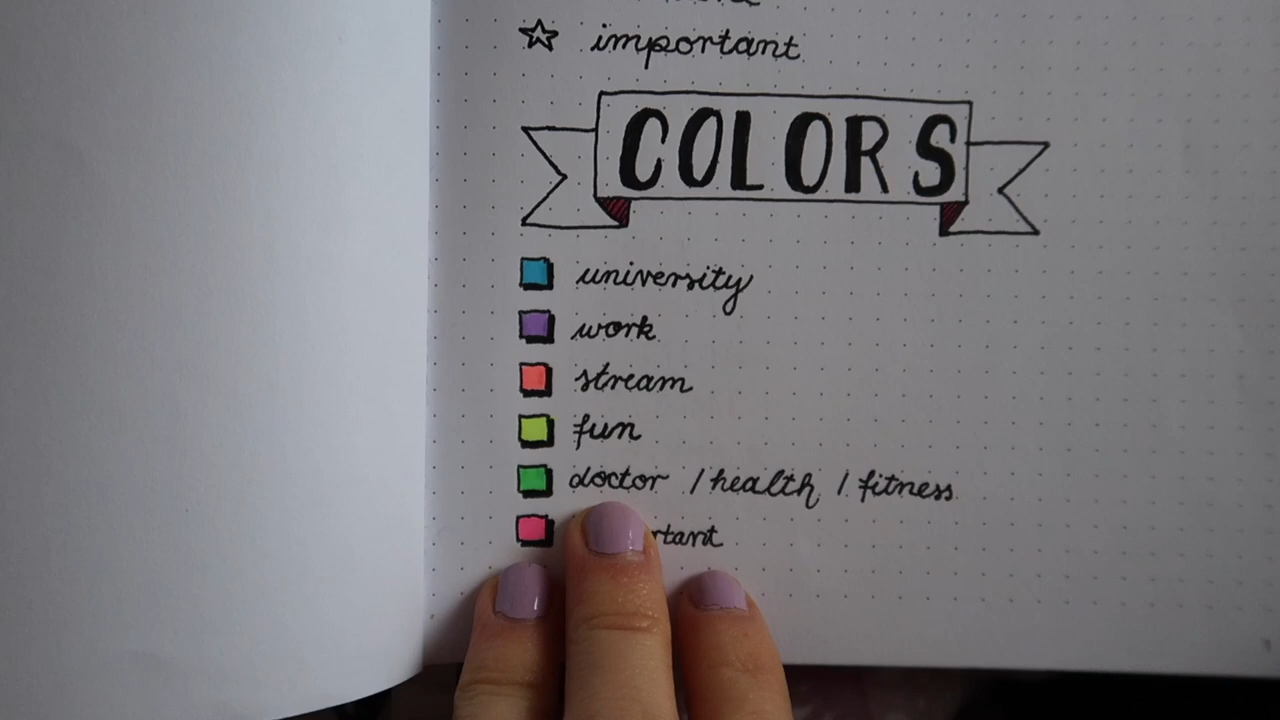 important
COLORS
university
work
stream
fun
doctor / health / fitness